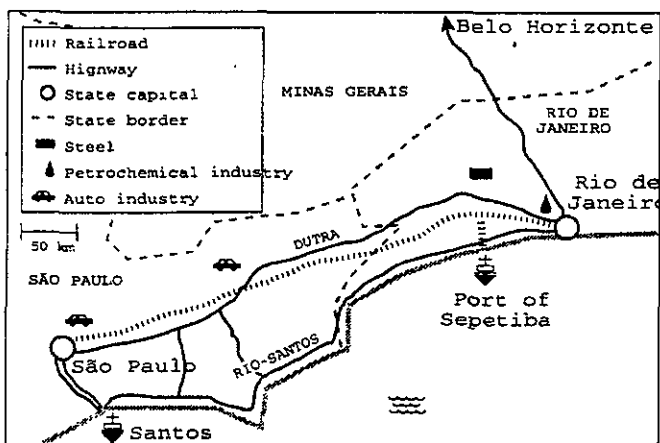 Railroad
Hignway
State capital
State border
Steel
Petrochemical industry
Auto industry
50 km
Belo Horizonte
MINAS GERAIS
RIO DE
JANEIRO
Rio de
Janeiro
DUTRA
SÃO PAULO
Port of
Sepetiba
RIO-SANTOS
São Paulo
Santos